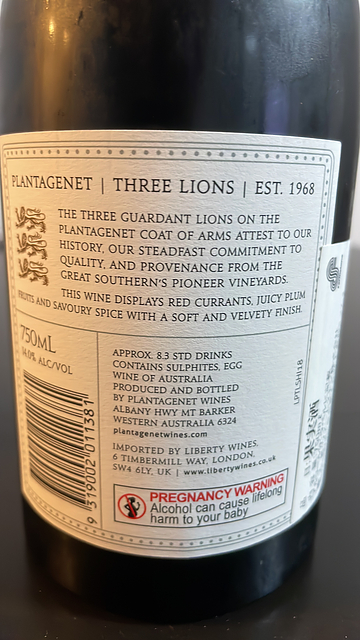 PLANTAGENET | THREE LIONS | EST. 1968
THE THREE GUARDANT LIONS ON THE
PLANTAGENET COAT OF ARMS ATTEST TO OUR
HISTORY, OUR STEADFAST COMMITMENT TO
QUALITY, AND PROVENANCE FROM THE
GREAT SOUTHERN'S PIONEER VINEYARDS.
THIS WINE DISPLAYS RED CURRANTS, JUICY PLUM
FRUITS AND SAVOURY SPICE WITH A SOFT AND VELVETY FINISH.
750ML
14.0% ALC/VOL
APPROX. 8.3 STD DRINKS
CONTAINS SULPHITES, EGG
WINE OF AUSTRALIA
PRODUCED AND BOTTLED
BY PLANTAGENET WINES
ALBANY HWY MT BARKER
WESTERN AUSTRALIA 6324
plantagenetwines.com
IMPORTED BY LIBERTY WINES,
6 TIMBERMILL WAY, LONDON,
SW4 6LY, UK | www.libertywines.co.uk
LPTLSHI18
9 319002 011381
PREGNANCY WARNING
Alcohol can cause lifelong
harm to your baby